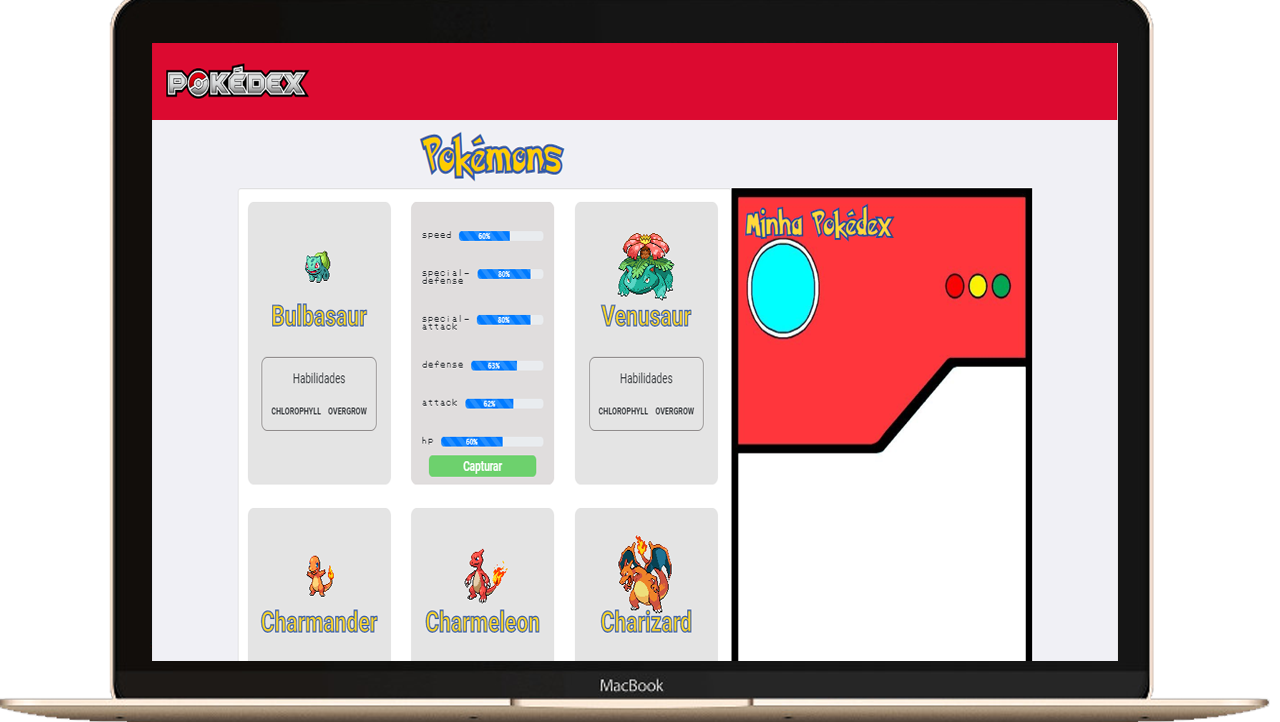 POKÉDEX
Pokémons
Minha Pokédex
Bulbasaur
Habilidades
CHLOROPHYLL OVERGROW
speed 60%
special-
defense 80%
special-
attack 80%
defense 63%
attack 62%
hp 60%
Capturar
Venusaur
Habilidades
CHLOROPHYLL OVERGROW
Charmander
Charmeleon
Charizard
MacBook